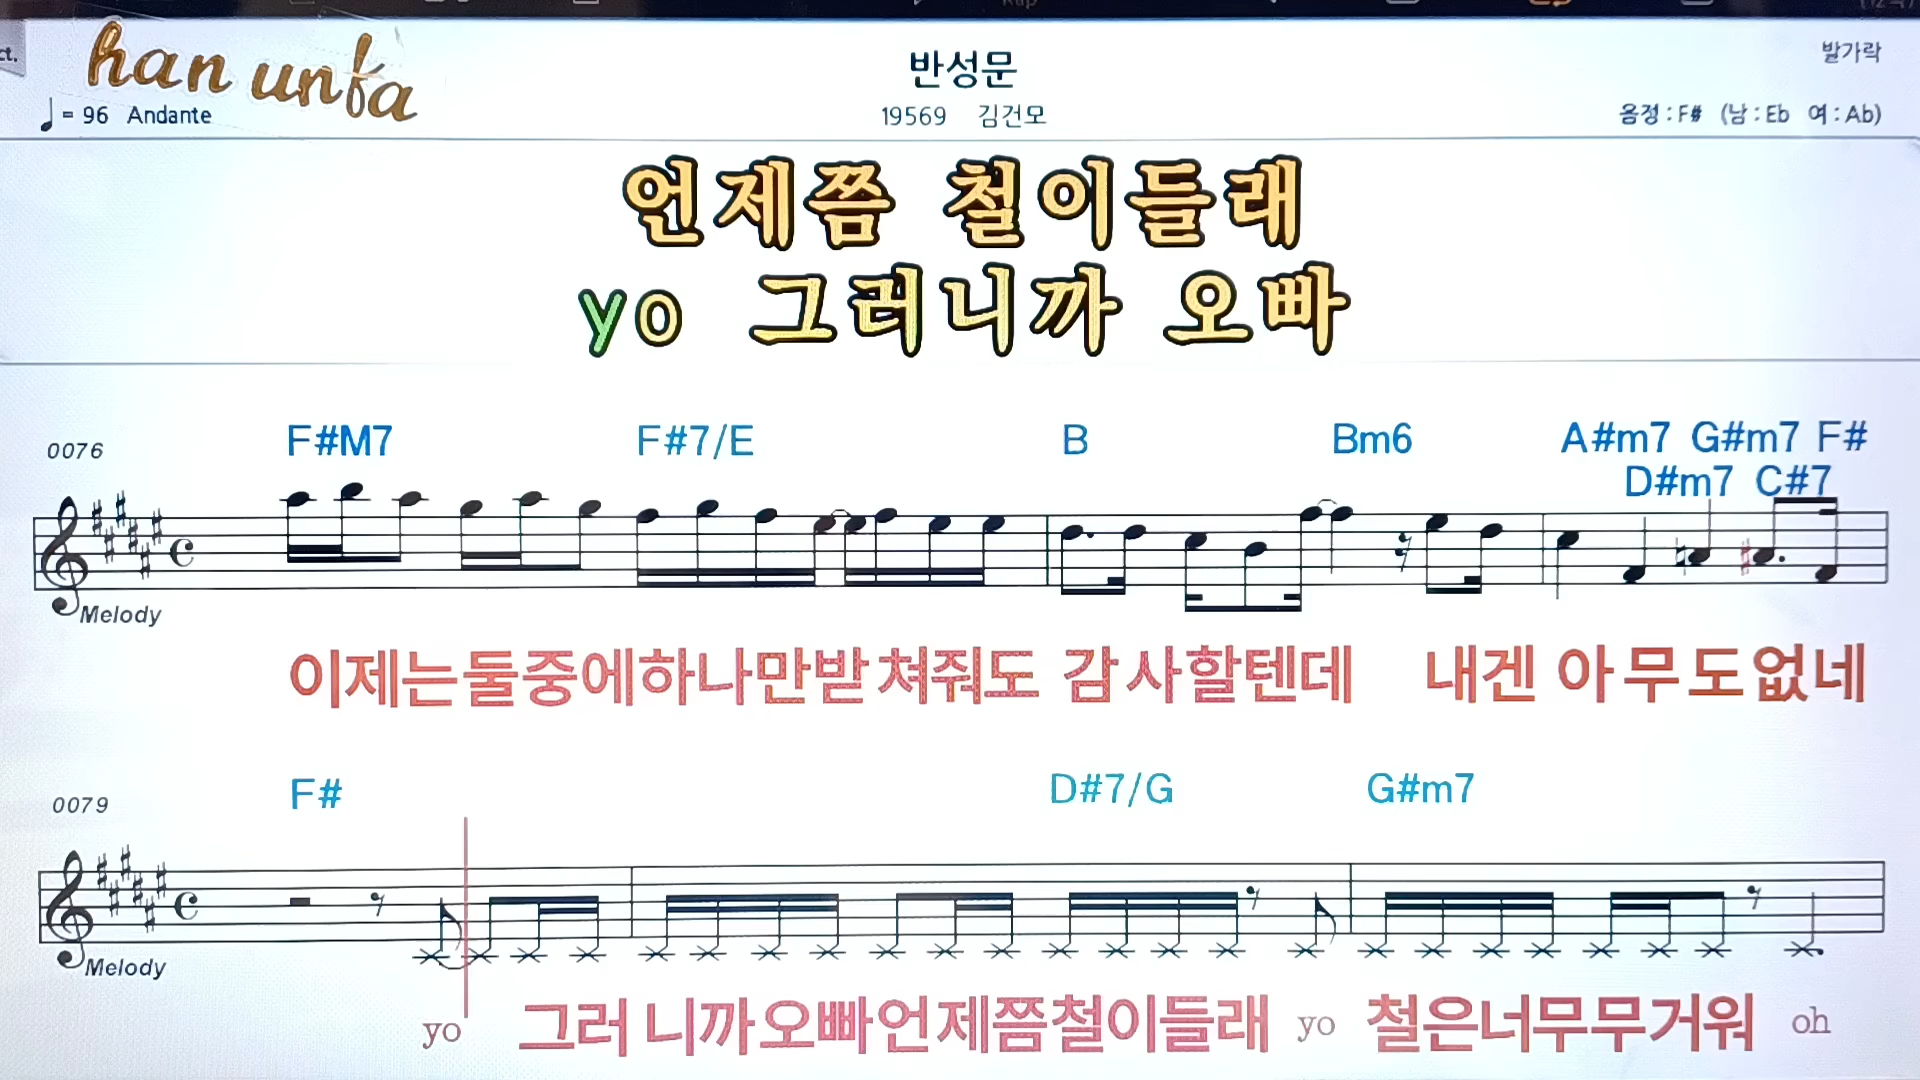 ct.
han unfa
반성문
발가락
♩ = 96 Andante
19569 김건모
음정 : F# (남 : Eb 여 : Ab)
언제쯤 철이들래
yo 그러니까 오빠
0076
F#M7 F#7/E B Bm6 A#m7 G#m7 F#
D#m7 C#7
Melody
이제는둘중에하나만받쳐줘도 감사할텐데 내겐 아무도없네
0079
F# D#7/G G#m7
Melody
yo 그러니까오빠언제쯤철이들래 yo 철은너무무거워 oh